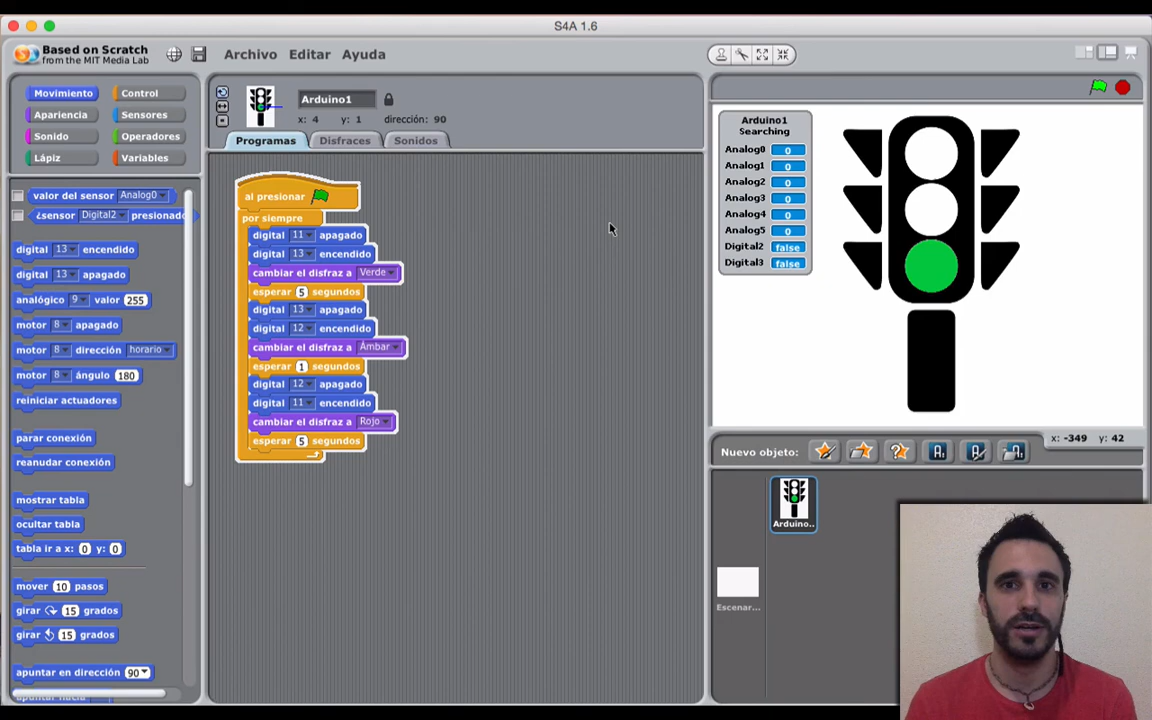 S4A 1.6
Based on Scratch
from the MIT Media Lab
Archivo Editar Ayuda
Movimiento Control
Apariencia Sensores
Sonido Operadores
Lápiz Variables
valor del sensor Analog0
¿sensor Digital2 presionado
digital 13 encendido
digital 13 apagado
analógico 9 valor 255
motor 8 apagado
motor 8 dirección horario
motor 8 ángulo 180
reiniciar actuadores
parar conexión
reanudar conexión
mostrar tabla
ocultar tabla
tabla ir a x: 0 y: 0
mover 10 pasos
girar 15 grados
girar 15 grados
apuntar en dirección 90
Arduino1
x: 4 y: 1 dirección: 90
Programas Disfraces Sonidos
al presionar
por siempre
digital 11 apagado
digital 13 encendido
cambiar el disfraz a Verde
esperar 5 segundos
digital 13 apagado
digital 12 encendido
cambiar el disfraz a Ámbar
esperar 1 segundos
digital 12 apagado
digital 11 encendido
cambiar el disfraz a Rojo
esperar 5 segundos
Arduino1
Searching
Analog0 0
Analog1 0
Analog2 0
Analog3 0
Analog4 0
Analog5 0
Digital2 false
Digital3 false
x: -349 y: 42
Nuevo objeto:
Arduino..
Escenar...